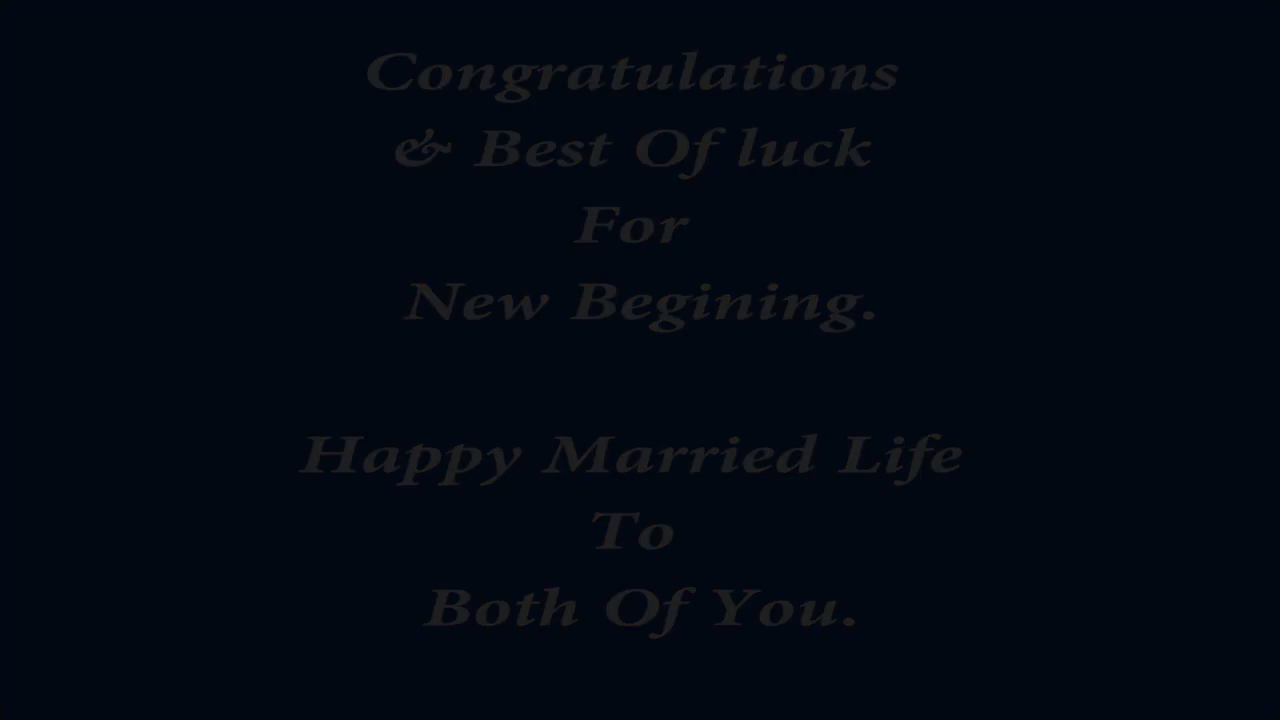 Congratulations
& Best Of luck
For
New Begining.
Happy Married Life
To
Both Of You.